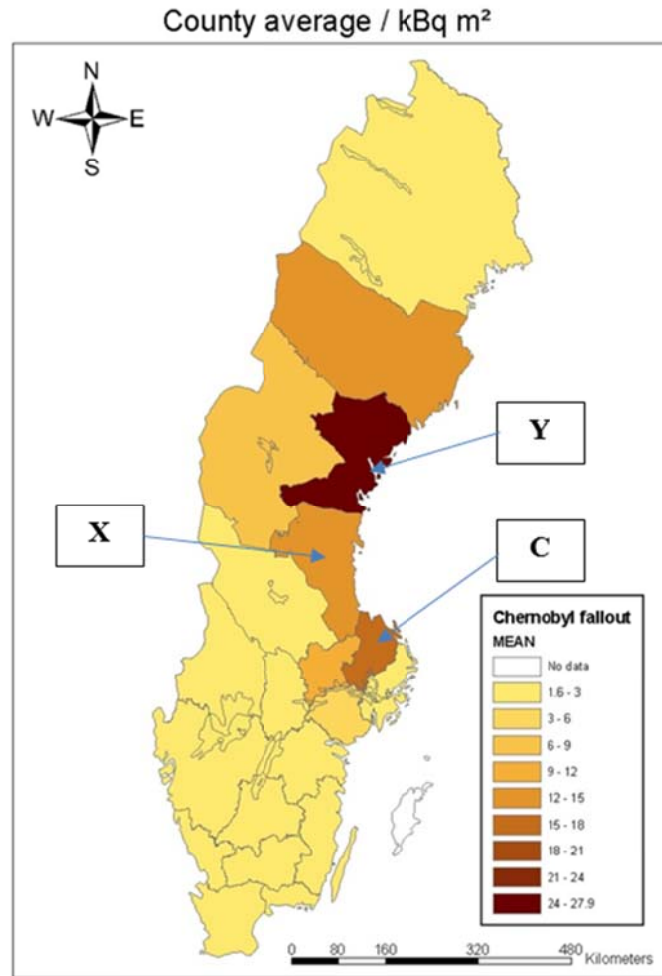 County average / kBq m²
N
W
E
S
Y
X
C
Chernobyl fallout
MEAN
No data
1.6 - 3
3 - 6
6 - 9
9 - 12
12 - 15
15 - 18
18 - 21
21 - 24
24 - 27.9
0 80 160 320 480
Kilometers